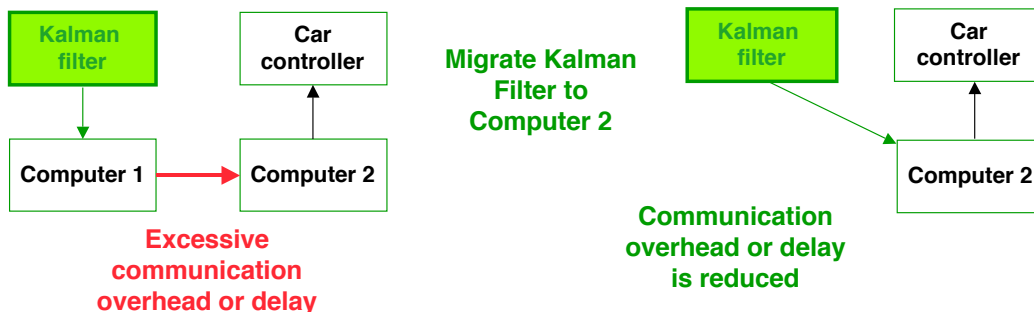 Kalman
filter
Car
controller
Computer 1
Computer 2
Excessive
communication
overhead or delay
Migrate Kalman
Filter to
Computer 2
Kalman
filter
Car
controller
Computer 2
Communication
overhead or delay
is reduced